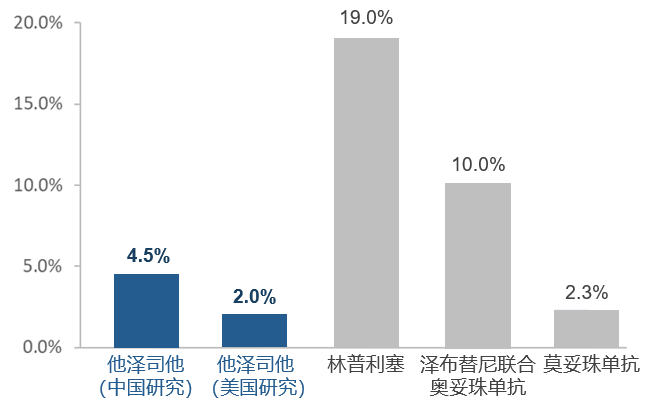 20.0%
15.0%
10.0%
5.0%
0.0%
4.5%
2.0%
19.0%
10.0%
2.3%
他泽司他
(中国研究)
他泽司他
(美国研究)
林普利塞
泽布替尼联合
奥妥珠单抗
莫妥珠单抗